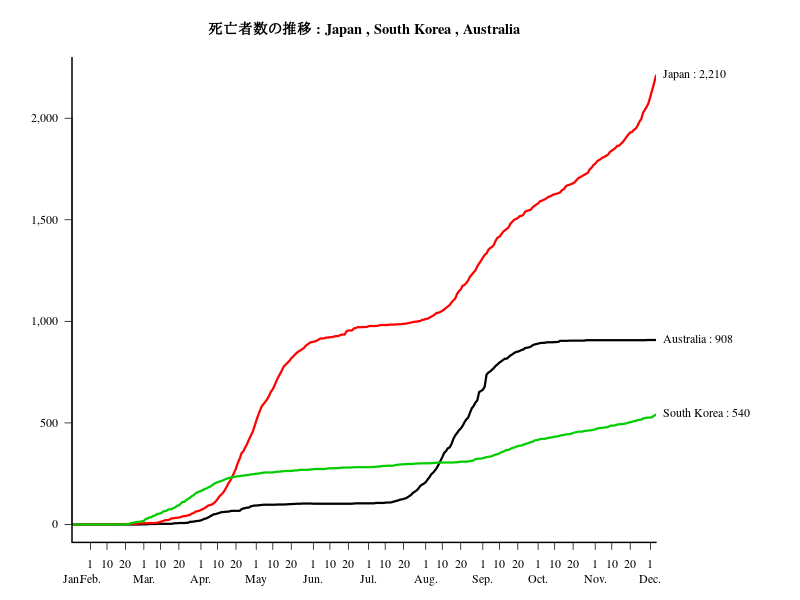 死亡者数の推移 : Japan , South Korea , Australia
Japan : 2,210
2,000
1,500
1,000
Australia : 908
500
South Korea : 540
0
1 10 20 1 10 20 1 10 20 1 10 20 1 10 20 1 10 20 1 10 20 1 10 20 1 10 20 1 10 20 1
Jan. Feb. Mar. Apr. May Jun. Jul. Aug. Sep. Oct. Nov. Dec.